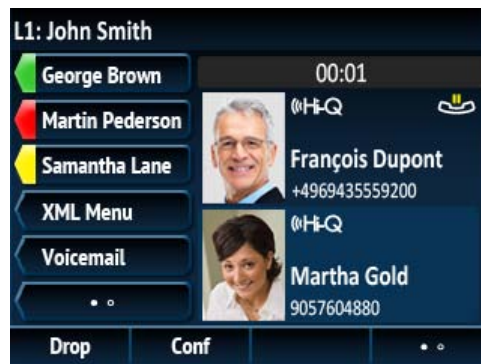 L1: John Smith
George Brown
Martin Pederson
Samantha Lane
XML Menu
Voicemail
00:01
Hi-Q
François Dupont
+4969435559200
Hi-Q
Martha Gold
9057604880
Drop
Conf